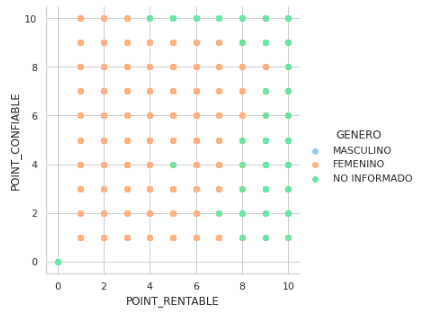 10
8
6
4
2
0
POINT_CONFIABLE
0 2 4 6 8 10
POINT_RENTABLE
GENERO
MASCULINO
FEMENINO
NO INFORMADO